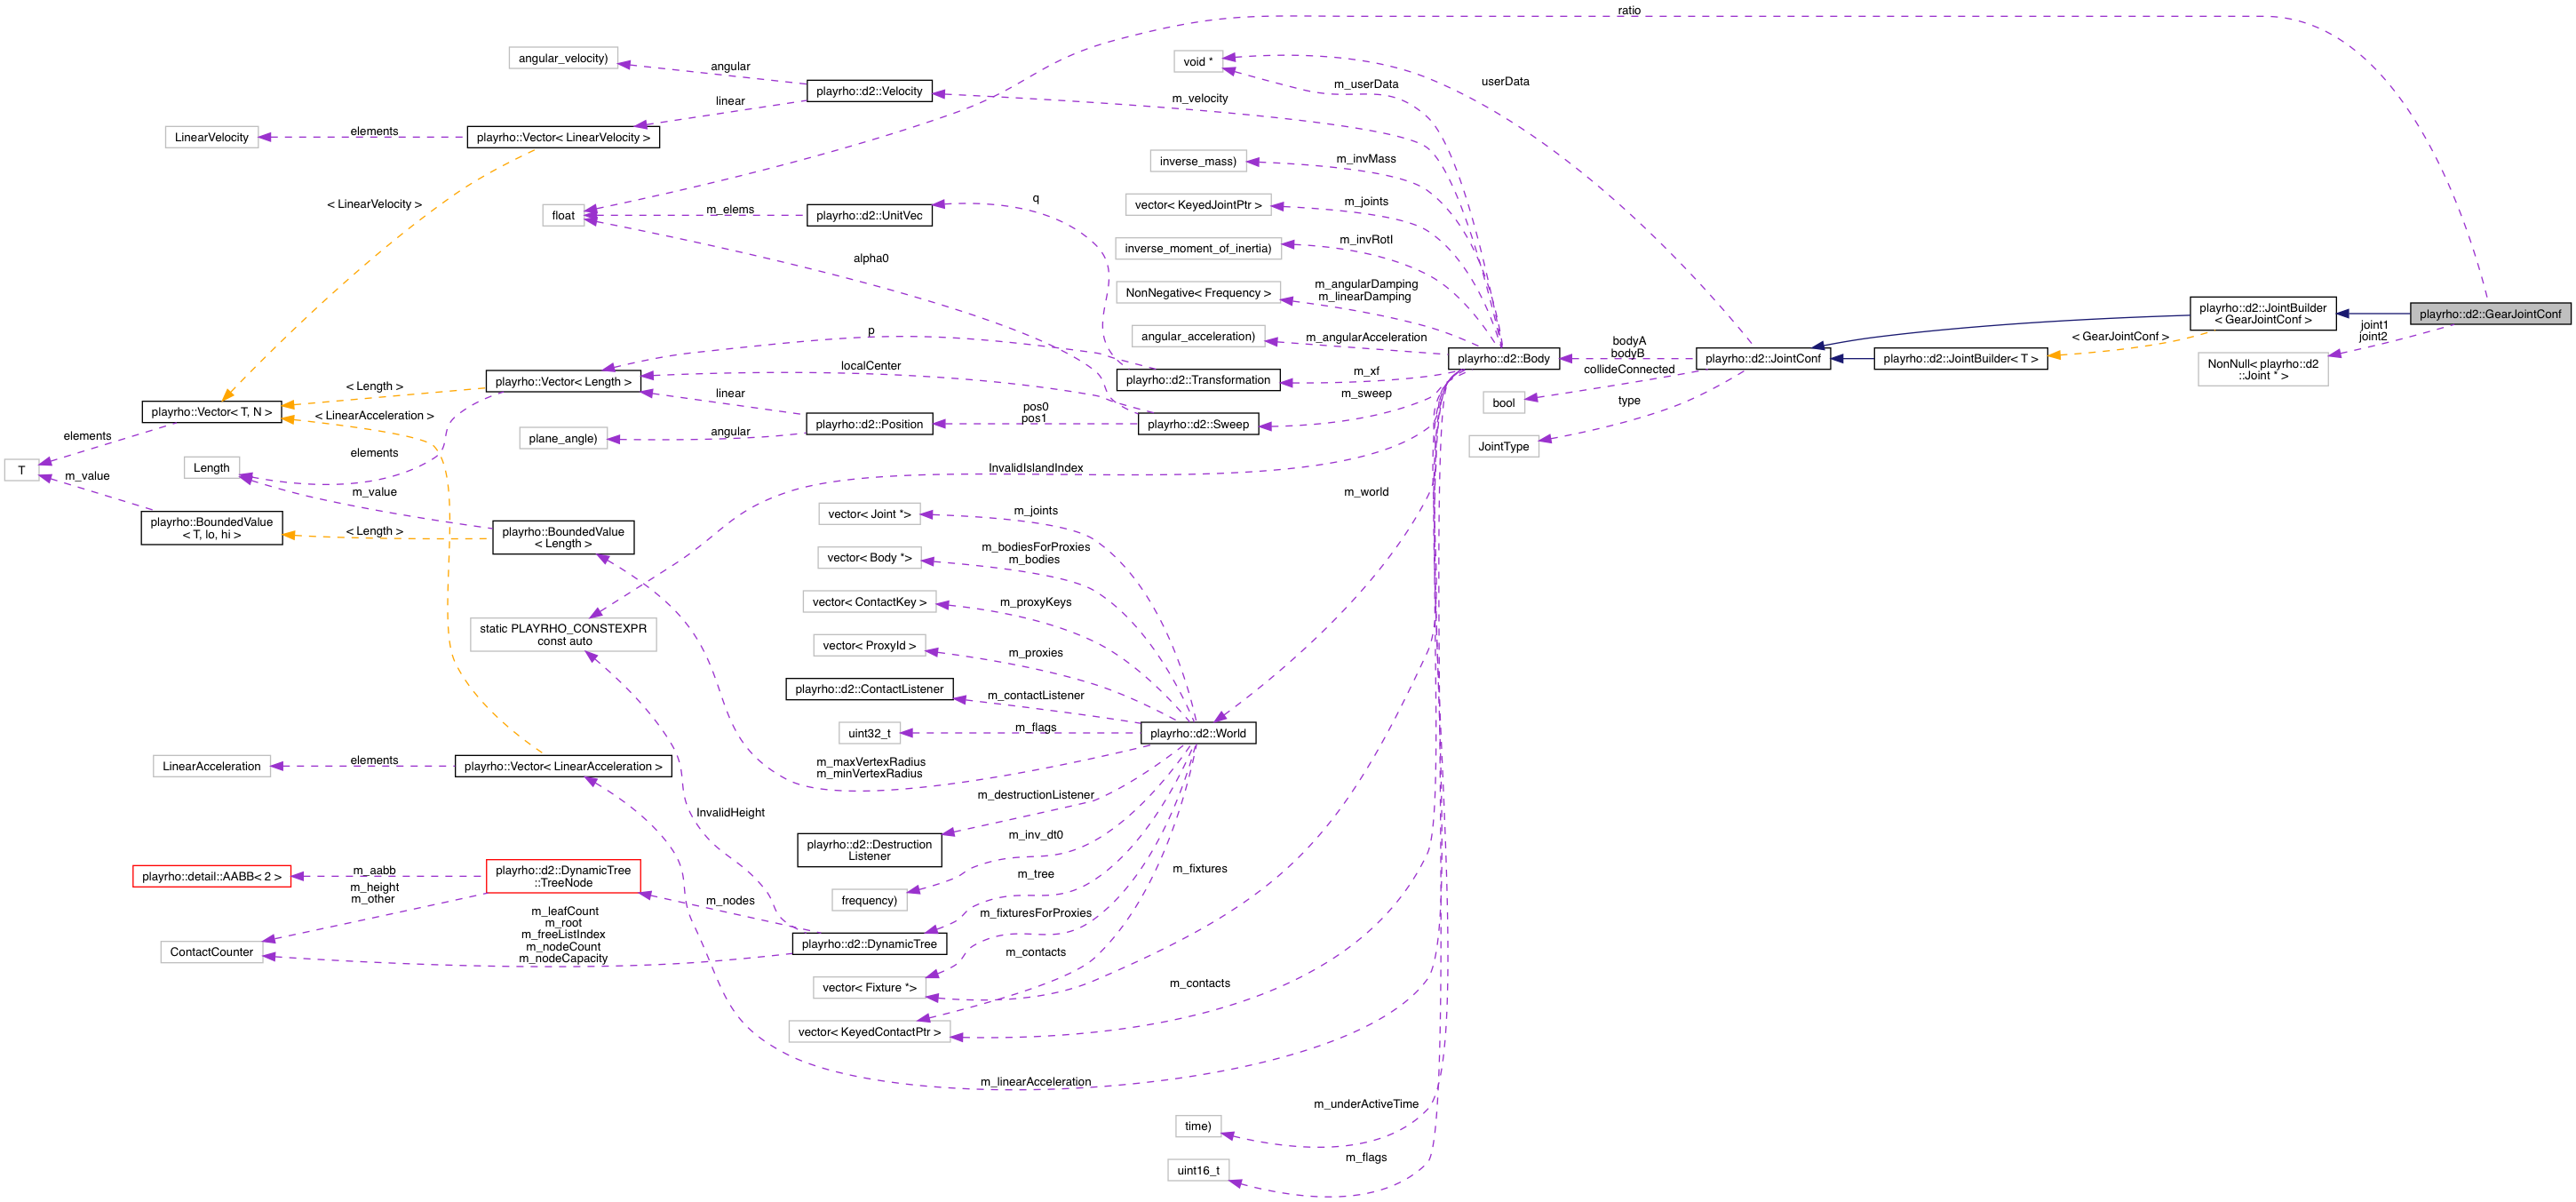 ratio
angular_velocity)
angular
playrho::d2::Velocity
linear
LinearVelocity
elements
playrho::Vector< LinearVelocity >
< LinearVelocity >
void *
m_userData
userData
m_velocity
inverse_mass)
m_invMass
vector< KeyedJointPtr >
m_joints
float
m_elems
playrho::d2::UnitVec
q
inverse_moment_of_inertia)
m_invRotI
alpha0
NonNegative< Frequency >
m_angularDamping
m_linearDamping
angular_acceleration)
m_angularAcceleration
p
localCenter
playrho::d2::Body
bodyA
bodyB
collideConnected
playrho::d2::JointConf
playrho::d2::JointBuilder< T >
< GearJointConf >
playrho::d2::JointBuilder
< GearJointConf >
playrho::d2::GearJointConf
joint1
joint2
NonNull< playrho::d2
::Joint * >
playrho::Vector< Length >
< Length >
playrho::d2::Transformation
m_xf
m_sweep
bool
type
JointType
playrho::Vector< T, N >
< LinearAcceleration >
linear
playrho::d2::Position
pos0
pos1
playrho::d2::Sweep
plane_angle)
angular
elements
T
m_value
Length
elements
m_value
InvalidIslandIndex
m_world
playrho::BoundedValue
< T, lo, hi >
< Length >
playrho::BoundedValue
< Length >
vector< Joint *>
m_joints
vector< Body *>
m_bodiesForProxies
m_bodies
vector< ContactKey >
m_proxyKeys
static PLAYRHO_CONSTEXPR
const auto
vector< ProxyId >
m_proxies
playrho::d2::ContactListener
m_contactListener
uint32_t
m_flags
playrho::d2::World
LinearAcceleration
elements
playrho::Vector< LinearAcceleration >
m_maxVertexRadius
m_minVertexRadius
m_destructionListener
InvalidHeight
playrho::d2::Destruction
Listener
m_inv_dt0
playrho::detail::AABB< 2 >
m_aabb
m_height
m_other
playrho::d2::DynamicTree
::TreeNode
m_tree
m_fixtures
frequency)
m_nodes
m_fixturesForProxies
m_leafCount
m_root
m_freeListIndex
m_nodeCount
m_nodeCapacity
ContactCounter
playrho::d2::DynamicTree
m_contacts
vector< Fixture *>
m_contacts
vector< KeyedContactPtr >
m_linearAcceleration
m_underActiveTime
time)
m_flags
uint16_t